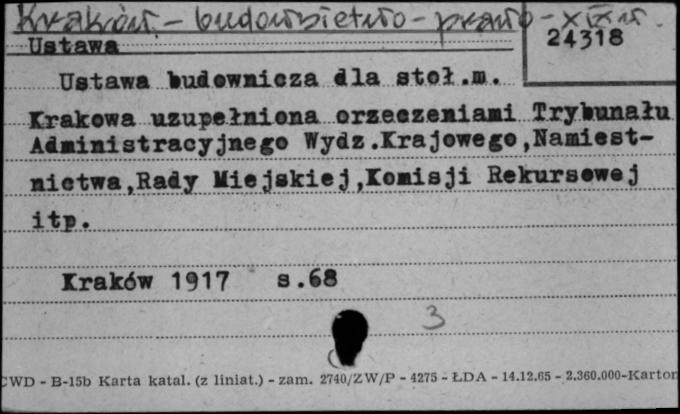 Kraków - budownictwo - prawo - XIX w.
Ustawa
24318
Ustawa budownicza dla stoł.m.
Krakowa uzupełniona orzeczeniami Trybunału
Administracyjnego Wydz.Krajowego,Namiest-
nictwa,Rady Miejskiej,Komisji Rekursowej
itp.
Kraków 1917 s.68
3
CWD - B-15b Karta katal. (z liniat.) - zam. 2740/ZW/P - 4275 - ŁDA - 14.12.65 - 2.360.000-Karton